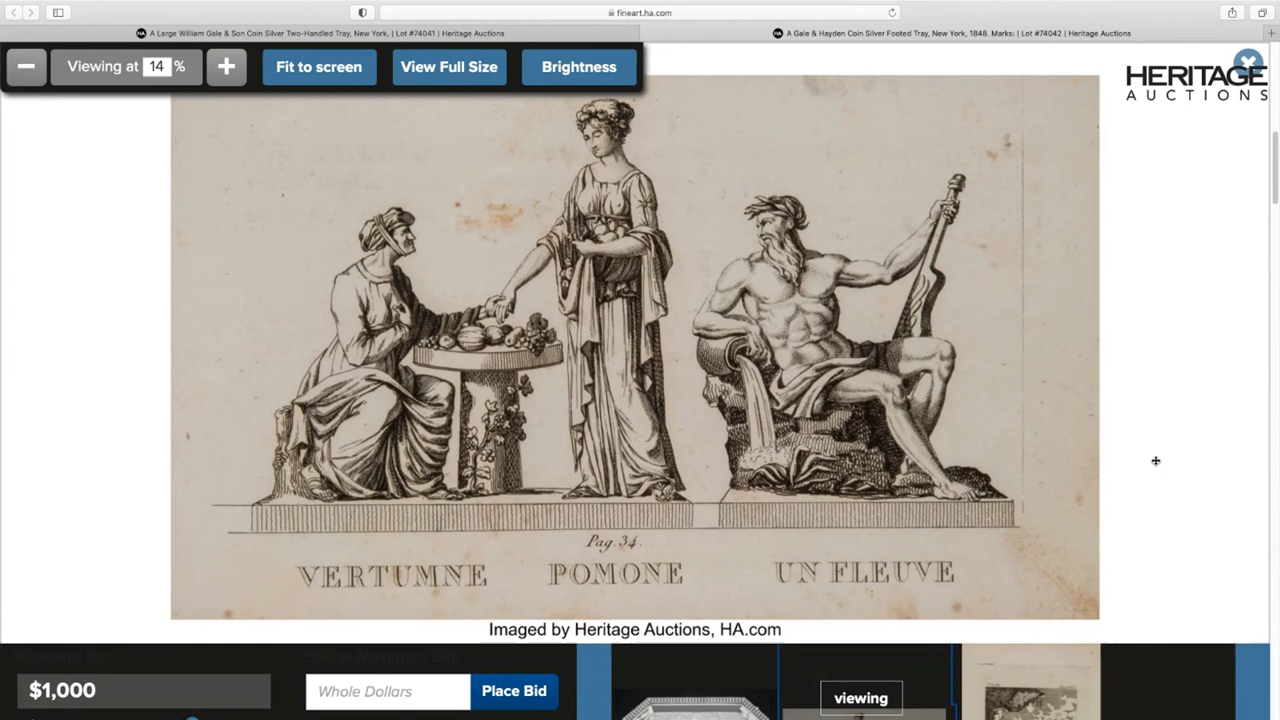 fineart.ha.com
HA A Large William Gale & Son Coin Silver Two-Handled Tray, New York, | Lot #74041 | Heritage Auctions
HA A Gale & Hayden Coin Silver Footed Tray, New York, 1848. Marks: | Lot #74042 | Heritage Auctions
Viewing at 14 %
Fit to screen
View Full Size
Brightness
HERITAGE
AUCTIONS
Pag. 34.
VERTUMNE POMONE UN FLEUVE
Imaged by Heritage Auctions, HA.com
$1,000
Whole Dollars
Place Bid
viewing